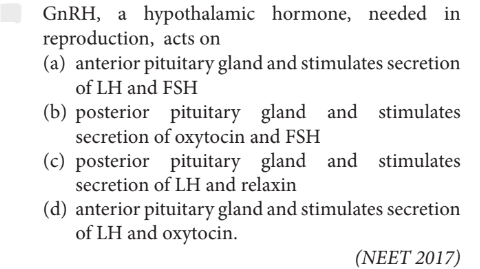 GnRH, a hypothalamic hormone, needed in
reproduction, acts on
(a) anterior pituitary gland and stimulates secretion
of LH and FSH
(b) posterior pituitary gland and stimulates
secretion of oxytocin and FSH
(c) posterior pituitary gland and stimulates
secretion of LH and relaxin
(d) anterior pituitary gland and stimulates secretion
of LH and oxytocin.
(NEET 2017)